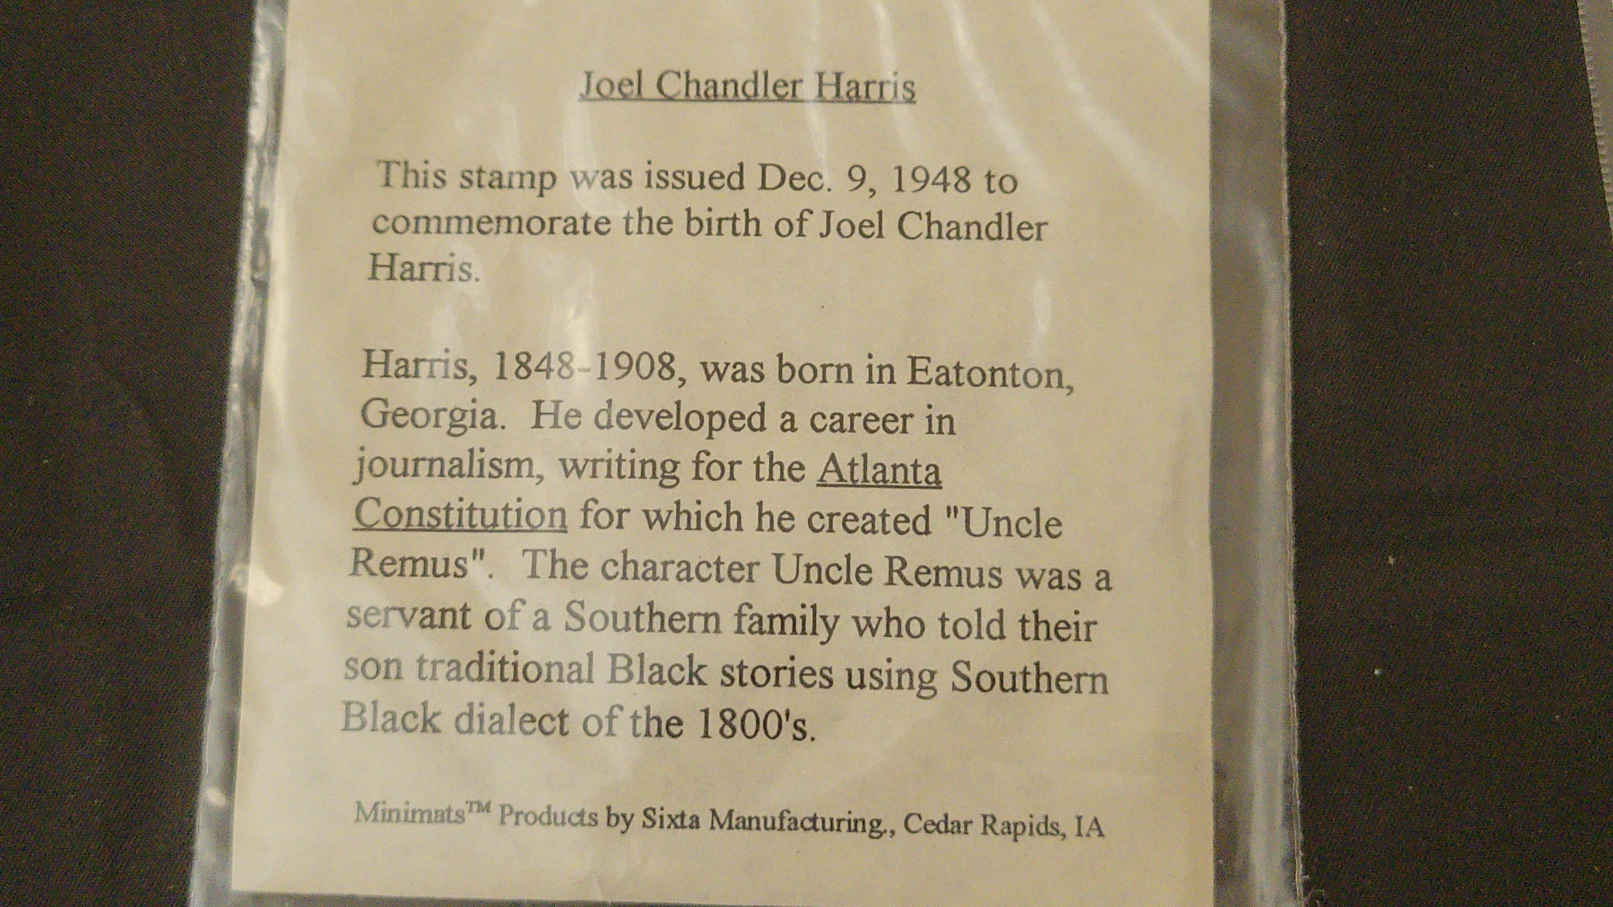 Joel Chandler Harris
This stamp was issued Dec. 9, 1948 to
commemorate the birth of Joel Chandler
Harris.
Harris, 1848-1908, was born in Eatonton,
Georgia. He developed a career in
journalism, writing for the Atlanta
Constitution for which he created "Uncle
Remus". The character Uncle Remus was a
servant of a Southern family who told their
son traditional Black stories using Southern
Black dialect of the 1800's.
Minimats™ Products by Sixta Manufacturing., Cedar Rapids, IA